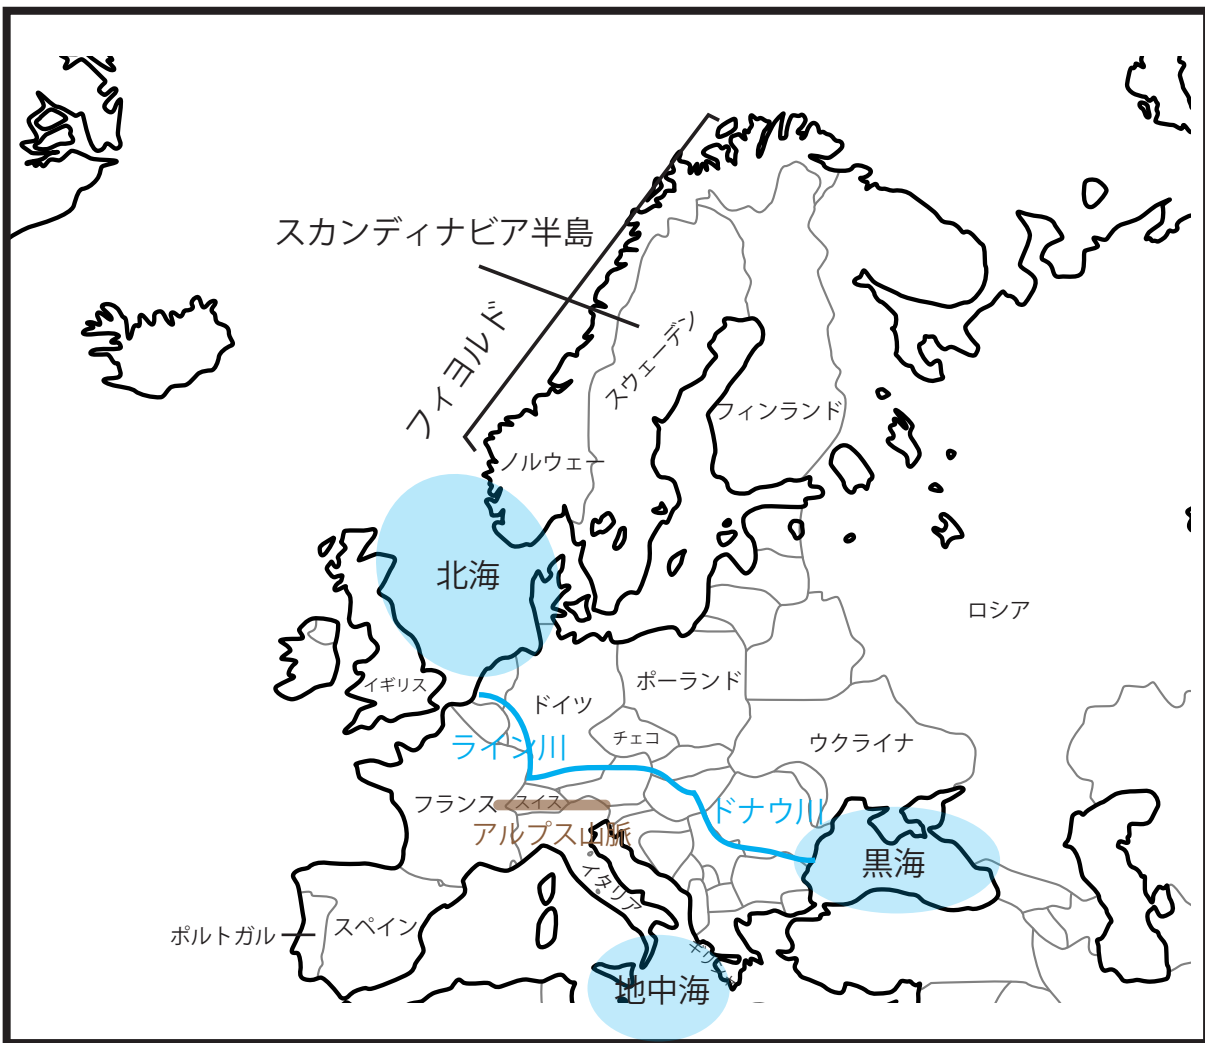 スカンディナビア半島
フィヨルド
スウェーデン
フィンランド
ノルウェー
北海
ロシア
イギリス
ポーランド
ドイツ
チェコ
ウクライナ
ライン川
フランス
スイス
ドナウ川
アルプス山脈
黒海
イタリア
スペイン
ポルトガル
ギリシャ
地中海